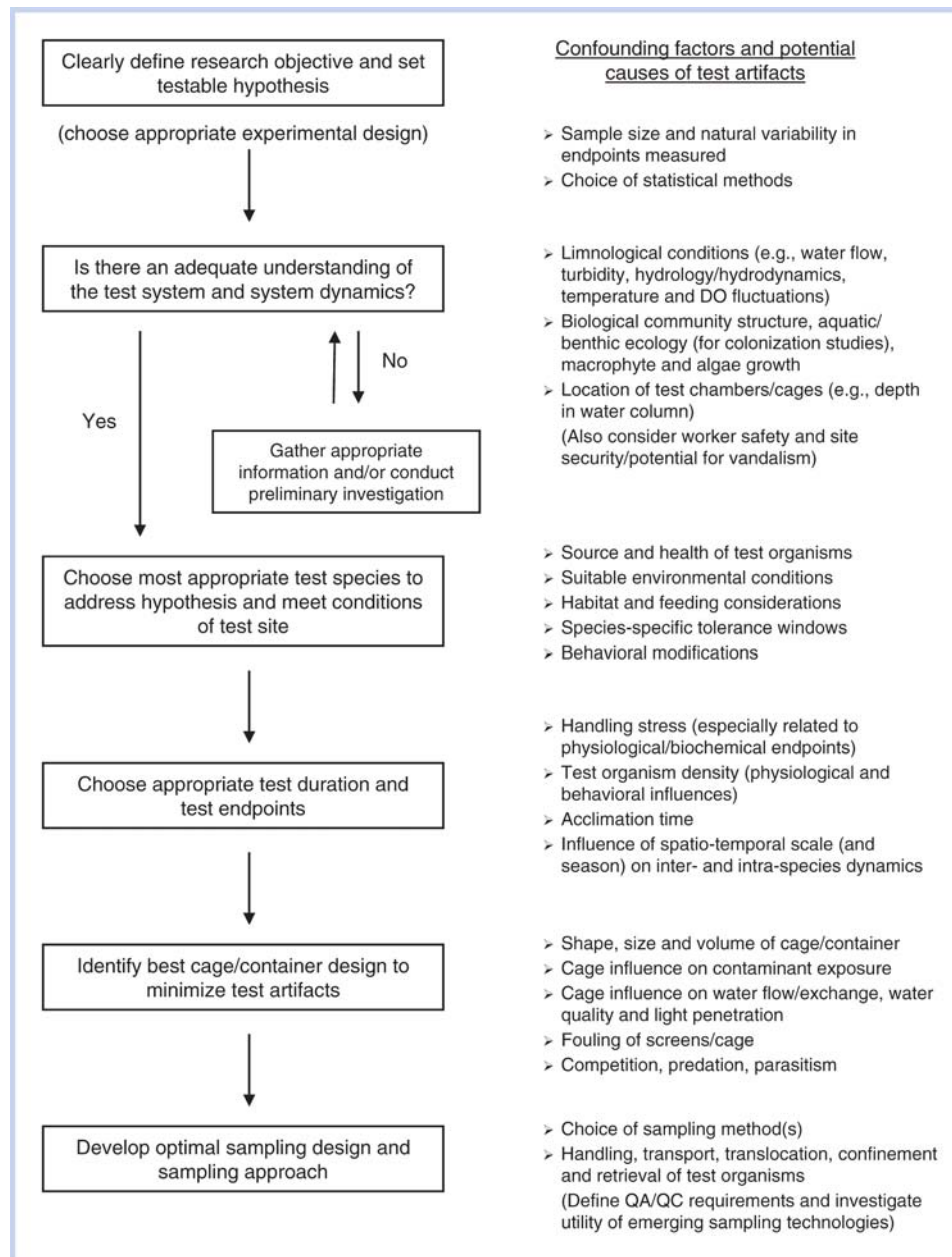 Clearly define research objective and set
testable hypothesis
(choose appropriate experimental design)
Confounding factors and potential
causes of test artifacts
➢ Sample size and natural variability in
endpoints measured
➢ Choice of statistical methods
Is there an adequate understanding of
the test system and system dynamics?
Yes
No
Gather appropriate
information and/or conduct
preliminary investigation
➢ Limnological conditions (e.g., water flow,
turbidity, hydrology/hydrodynamics,
temperature and DO fluctuations)
➢ Biological community structure, aquatic/
benthic ecology (for colonization studies),
macrophyte and algae growth
➢ Location of test chambers/cages (e.g., depth
in water column)
(Also consider worker safety and site
security/potential for vandalism)
Choose most appropriate test species to
address hypothesis and meet conditions
of test site
➢ Source and health of test organisms
➢ Suitable environmental conditions
➢ Habitat and feeding considerations
➢ Species-specific tolerance windows
➢ Behavioral modifications
Choose appropriate test duration and
test endpoints
➢ Handling stress (especially related to
physiological/biochemical endpoints)
➢ Test organism density (physiological and
behavioral influences)
➢ Acclimation time
➢ Influence of spatio-temporal scale (and
season) on inter- and intra-species dynamics
Identify best cage/container design to
minimize test artifacts
➢ Shape, size and volume of cage/container
➢ Cage influence on contaminant exposure
➢ Cage influence on water flow/exchange, water
quality and light penetration
➢ Fouling of screens/cage
➢ Competition, predation, parasitism
Develop optimal sampling design and
sampling approach
➢ Choice of sampling method(s)
➢ Handling, transport, translocation, confinement
and retrieval of test organisms
(Define QA/QC requirements and investigate
utility of emerging sampling technologies)